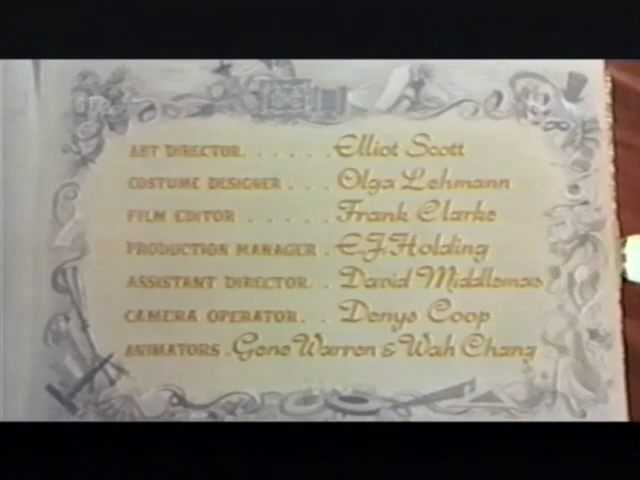 ART DIRECTOR......Elliot Scott
COSTUME DESIGNER...Olga Lehmann
FILM EDITOR.....Frank Clarke
PRODUCTION MANAGER.E.J. Holding
ASSISTANT DIRECTOR.David Middlemas
CAMERA OPERATOR..Denys Coop
ANIMATORS.Gene Warren & Wah Chang